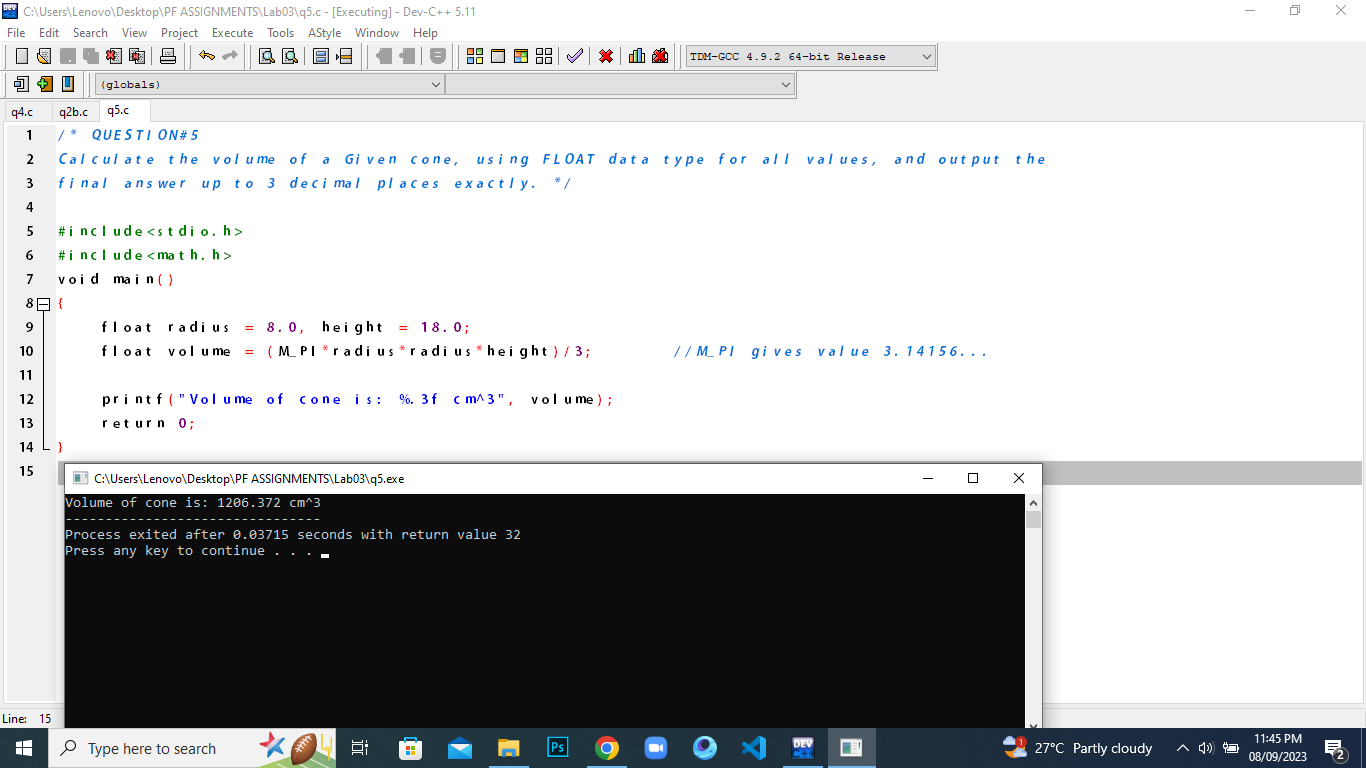 C:\Users\Lenovo\Desktop\PF ASSIGNMENTS\Lab03\q5.c - [Executing] - Dev-C++ 5.11
File Edit Search View Project Execute Tools AStyle Window Help
TDM-GCC 4.9.2 64-bit Release
(globals)
q4.c q2b.c q5.c
1 /* QUESTION#5
2 Calculate the volume of a Given cone, using FLOAT data type for all values, and output the
3 final answer up to 3 decimal places exactly. */
4
5 #include<stdio.h>
6 #include<math.h>
7 void main()
8 {
9 float radius = 8.0, height = 18.0;
10 float volume = (M_PI*radius*radius*height)/3; //M_PI gives value 3.14156...
11
12 printf("Volume of cone is: %.3f cm^3", volume);
13 return 0;
14 }
15
C:\Users\Lenovo\Desktop\PF ASSIGNMENTS\Lab03\q5.exe
Volume of cone is: 1206.372 cm^3
--------------------------------
Process exited after 0.03715 seconds with return value 32
Press any key to continue . . .
Line: 15
Type here to search
Ps
DEV
1
27°C Partly cloudy
11:45 PM
08/09/2023
2